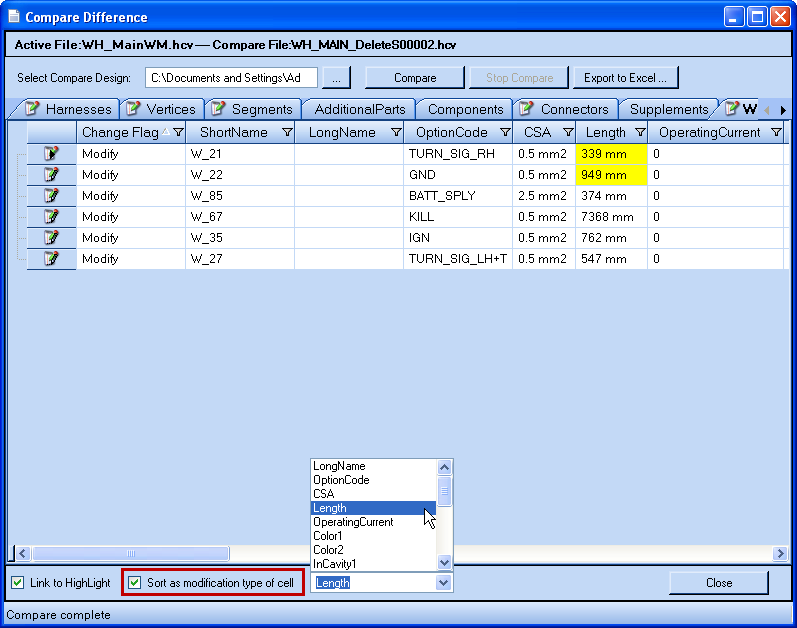 Compare Difference
Active File:WH_MainWM.hcv — Compare File:WH_MAIN_DeleteS00002.hcv
Select Compare Design: C:\Documents and Settings\Ad ... Compare Stop Compare Export to Excel ...
Harnesses Vertices Segments AdditionalParts Components Connectors Supplements W
Change Flag ShortName LongName OptionCode CSA Length OperatingCurrent
Modify W_21 TURN_SIG_RH 0.5 mm2 339 mm 0
Modify W_22 GND 0.5 mm2 949 mm 0
Modify W_85 BATT_SPLY 2.5 mm2 374 mm 0
Modify W_67 KILL 0.5 mm2 7368 mm 0
Modify W_35 IGN 0.5 mm2 762 mm 0
Modify W_27 TURN_SIG_LH+T 0.5 mm2 547 mm 0
LongName
OptionCode
CSA
Length
OperatingCurrent
Color1
Color2
InCavity1
Link to HighLight Sort as modification type of cell Length Close
Compare complete